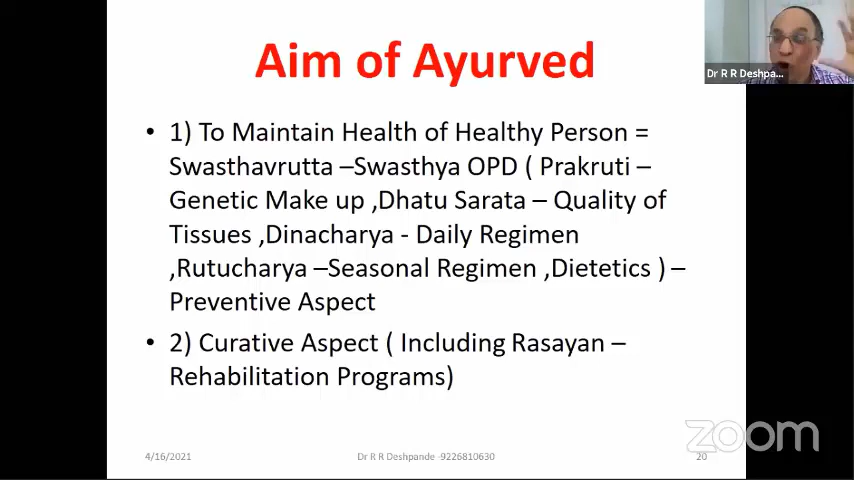 Aim of Ayurved
Dr R R Deshpa...
• 1) To Maintain Health of Healthy Person =
Swasthavrutta –Swasthya OPD ( Prakruti –
Genetic Make up ,Dhatu Sarata – Quality of
Tissues ,Dinacharya - Daily Regimen
,Rutucharya –Seasonal Regimen ,Dietetics ) –
Preventive Aspect
• 2) Curative Aspect ( Including Rasayan –
Rehabilitation Programs)
zoom
4/16/2021
Dr R R Deshpande -9226810630
20